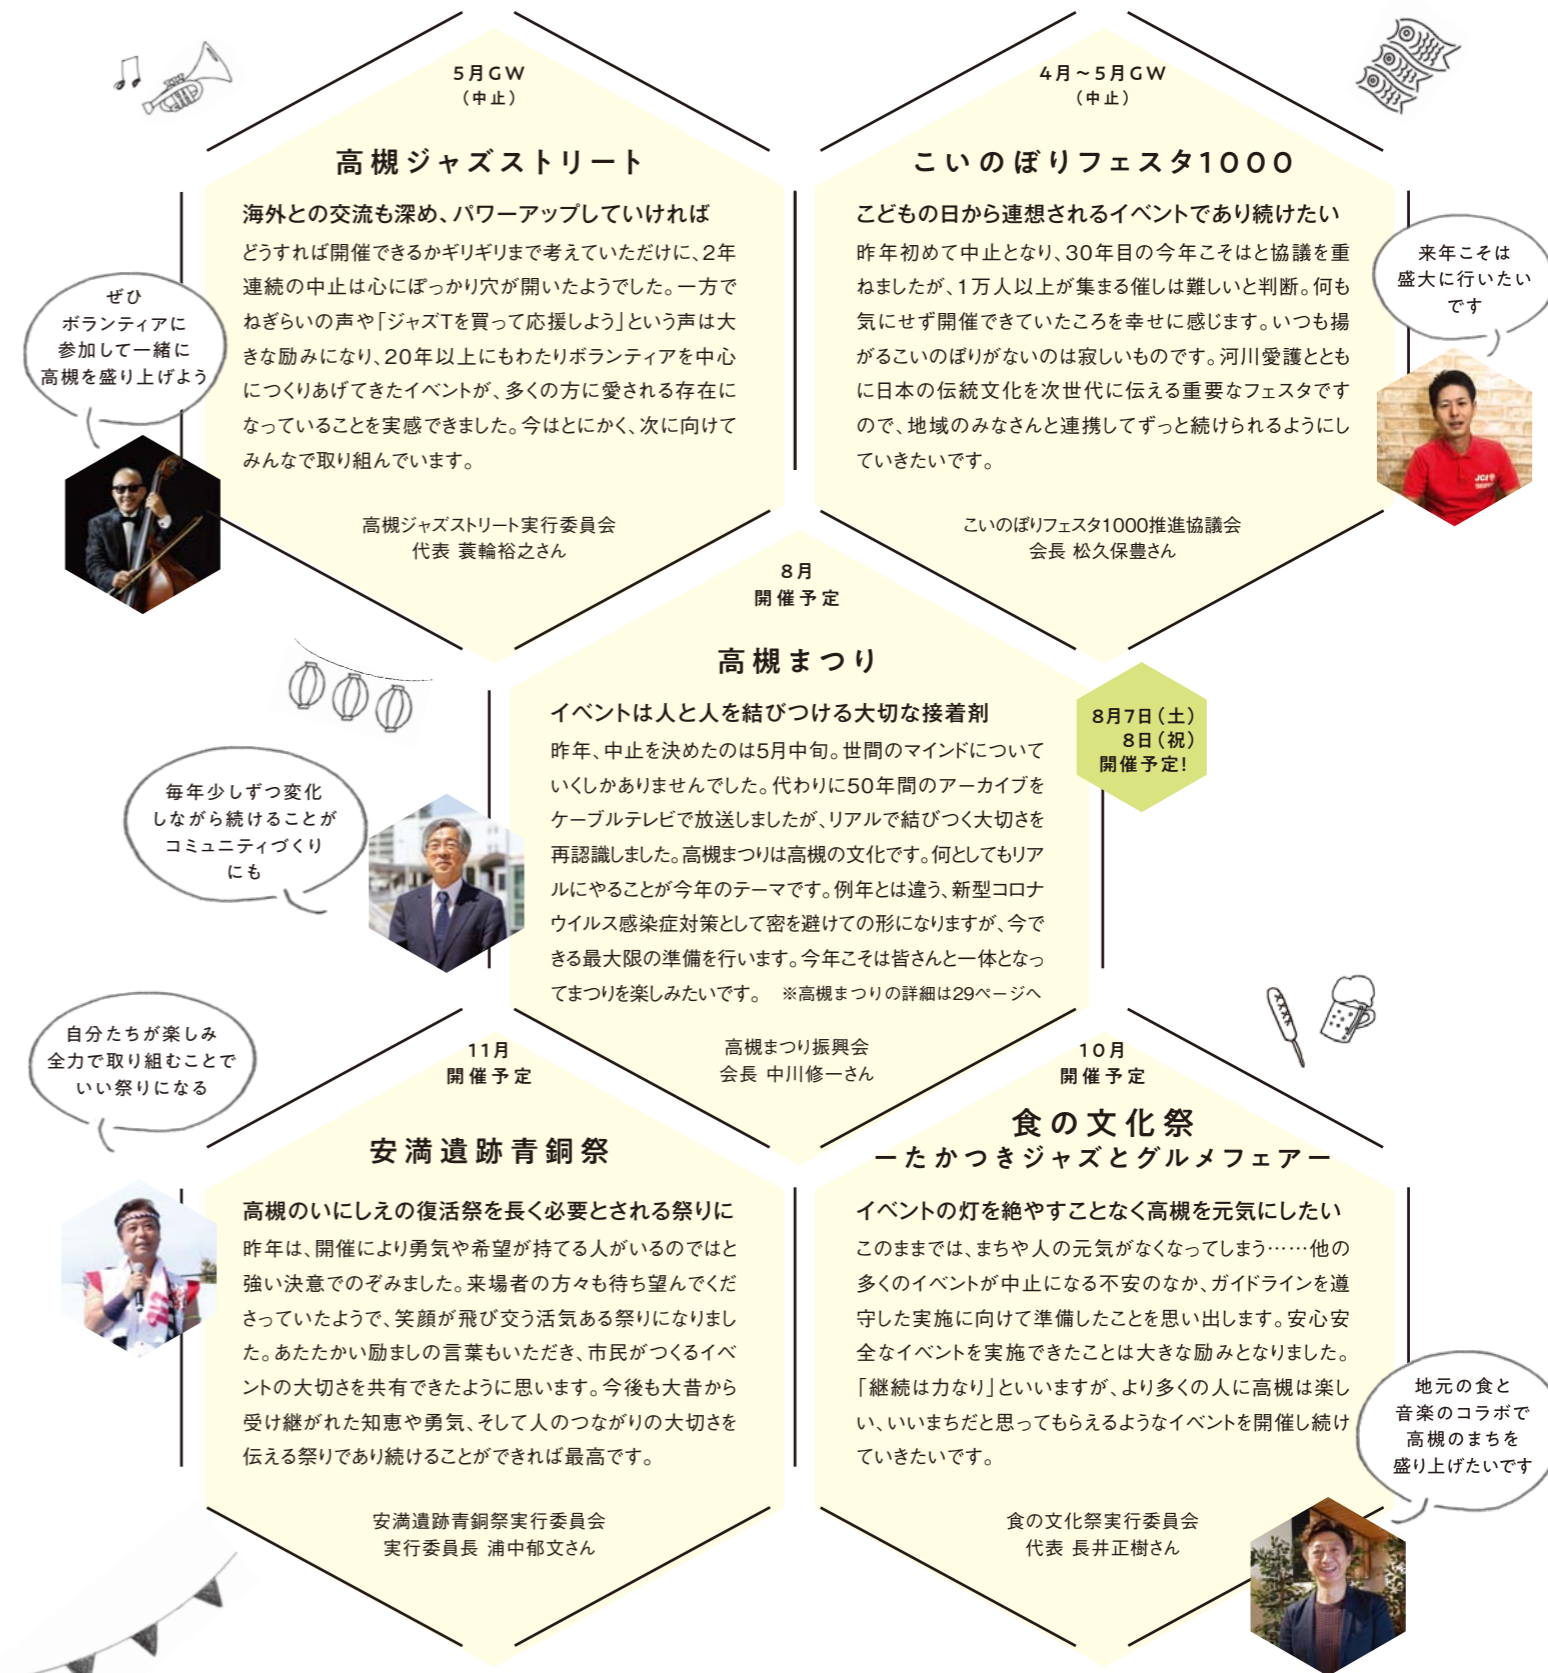 5月GW
（中止）
高槻ジャズストリート
海外との交流も深め、パワーアップしていければ
どうすれば開催できるかギリギリまで考えていただけに、2年
連続の中止は心にぽっかり穴が開いたようでした。一方で
ねぎらいの声や「ジャズTを買って応援しよう」という声は大
きな励みになり、20年以上にもわたりボランティアを中心
につくりあげてきたイベントが、多くの方に愛される存在に
なっていることを実感できました。今はとにかく、次に向けて
みんなで取り組んでいます。
高槻ジャズストリート実行委員会
代表 蓑輪裕之さん
ぜひ
ボランティアに
参加して一緒に
高槻を盛り上げよう
4月～5月GW
（中止）
こいのぼりフェスタ1000
こどもの日から連想されるイベントであり続けたい
昨年初めて中止となり、30年目の今年こそはと協議を重
ねましたが、1万人以上が集まる催しは難しいと判断。何も
気にせず開催できていたころを幸せに感じます。いつも揚
がるこいのぼりがないのは寂しいものです。河川愛護ととも
に日本の伝統文化を次世代に伝える重要なフェスタです
ので、地域のみなさんと連携してずっと続けられるようにし
ていきたいです。
こいのぼりフェスタ1000推進協議会
会長 松久保豊さん
来年こそは
盛大に行いたい
です
JCI
8月
開催予定
高槻まつり
イベントは人と人を結びつける大切な接着剤
昨年、中止を決めたのは5月中旬。世間のマインドについて
いくしかありませんでした。代わりに50年間のアーカイブを
ケーブルテレビで放送しましたが、リアルで結びつく大切さを
再認識しました。高槻まつりは高槻の文化です。何としてもリア
ルにやることが今年のテーマです。例年とは違う、新型コロナ
ウイルス感染症対策として密を避けての形になりますが、今で
きる最大限の準備を行います。今年こそは皆さんと一体となっ
てまつりを楽しみたいです。 ※高槻まつりの詳細は29ページへ
高槻まつり振興会
会長 中川修一さん
8月7日（土）
8日（祝）
開催予定！
毎年少しずつ変化
しながら続けることが
コミュニティづくり
にも
11月
開催予定
安満遺跡青銅祭
高槻のいにしえの復活祭を長く必要とされる祭りに
昨年は、開催により勇気や希望が持てる人がいるのではと
強い決意でのぞみました。来場者の方々も待ち望んでくだ
さっていたようで、笑顔が飛び交う活気ある祭りになりまし
た。あたたかい励ましの言葉もいただき、市民がつくるイベ
ントの大切さを共有できたように思います。今後も大昔から
受け継がれた知恵や勇気、そして人のつながりの大切さを
伝える祭りであり続けることができれば最高です。
安満遺跡青銅祭実行委員会
実行委員長 浦中郁文さん
自分たちが楽しみ
全力で取り組むことで
いい祭りになる
10月
開催予定
食の文化祭
ーたかつきジャズとグルメフェアー
イベントの灯を絶やすことなく高槻を元気にしたい
このままでは、まちや人の元気がなくなってしまう……他の
多くのイベントが中止になる不安のなか、ガイドラインを遵
守した実施に向けて準備したことを思い出します。安心安
全なイベントを実施できたことは大きな励みとなりました。
「継続は力なり」といいますが、より多くの人に高槻は楽し
い、いいまちだと思ってもらえるようなイベントを開催し続け
ていきたいです。
食の文化祭実行委員会
代表 長井正樹さん
地元の食と
音楽のコラボで
高槻のまちを
盛り上げたいです